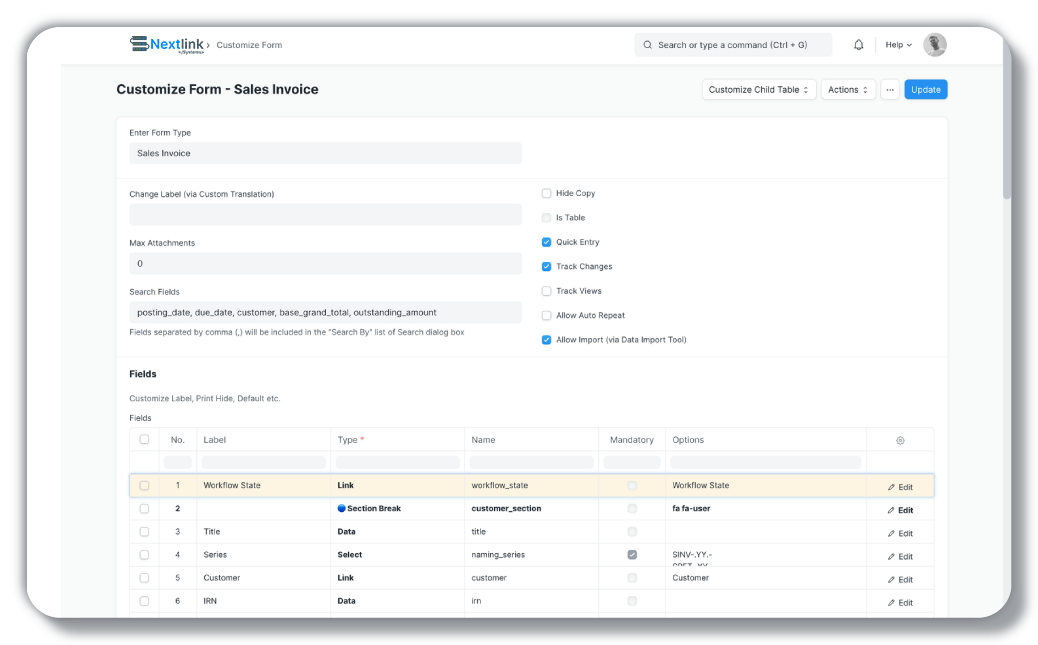 Nextlink
</Systems>
Customize Form
Search or type a command (Ctrl + G)
Help
Customize Form - Sales Invoice
Customize Child Table
Actions
...
Update
Enter Form Type
Sales Invoice
Change Label (via Custom Translation)
Max Attachments
0
Search Fields
posting_date, due_date, customer, base_grand_total, outstanding_amount
Fields separated by comma (,) will be included in the "Search By" list of Search dialog box
Hide Copy
Is Table
Quick Entry
Track Changes
Track Views
Allow Auto Repeat
Allow Import (via Data Import Tool)
Fields
Customize Label, Print Hide, Default etc.
Fields
No. Label Type * Name Mandatory Options
1 Workflow State Link workflow_state Workflow State Edit
2 Section Break customer_section fa fa-user Edit
3 Title Data title Edit
4 Series Select naming_series SINV-.YY.- Edit
5 Customer Link customer Customer Edit
6 IRN Data irn Edit